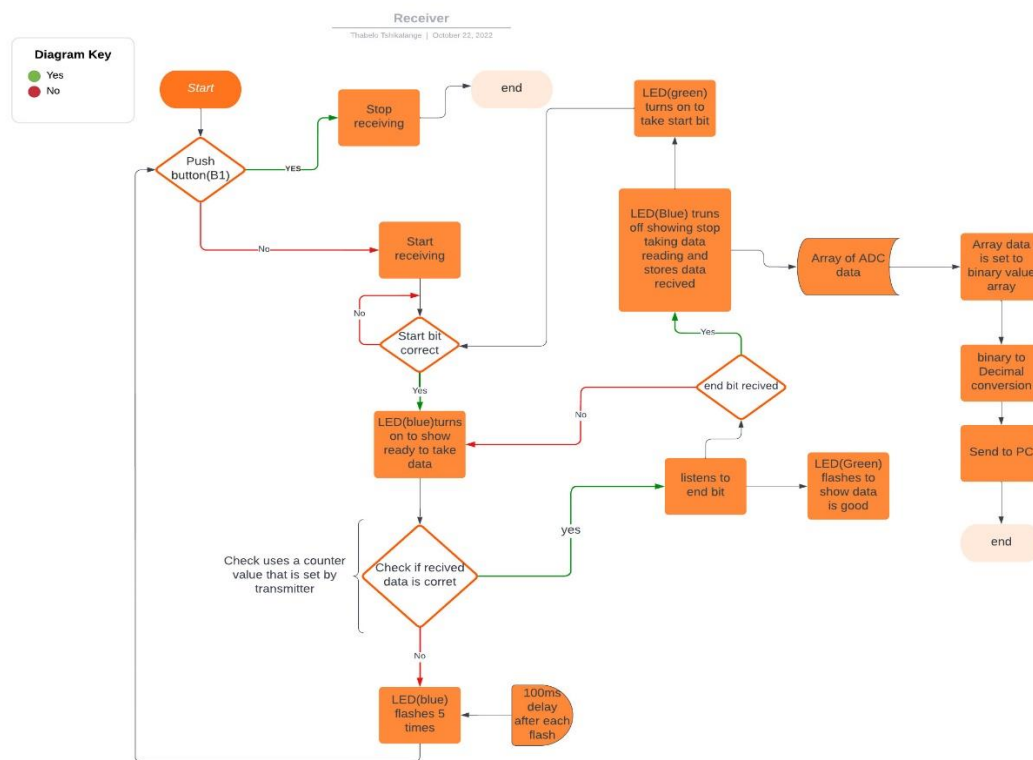 Receiver
Thabelo Tshikalange | October 22, 2022
Diagram Key
Yes
No
Start
Stop
receiving
end
LED(green)
turns on to
take start bit
Push
button(B1)
YES
No
Start
receiving
LED(Blue) truns
off showing stop
taking data
reading and
stores data
recived
Array of ADC
data
Array data
is set to
binary value
array
No
Start bit
correct
Yes
Yes
end bit recived
No
binary to
Decimal
conversion
LED(blue)turns
on to show
ready to take
data
listens to
end bit
LED(Green)
flashes to
show data
is good
Send to PC
end
yes
Check uses a counter
value that is set by
transmitter
Check if recived
data is corret
No
LED(blue)
flashes 5
times
100ms
delay
after each
flash